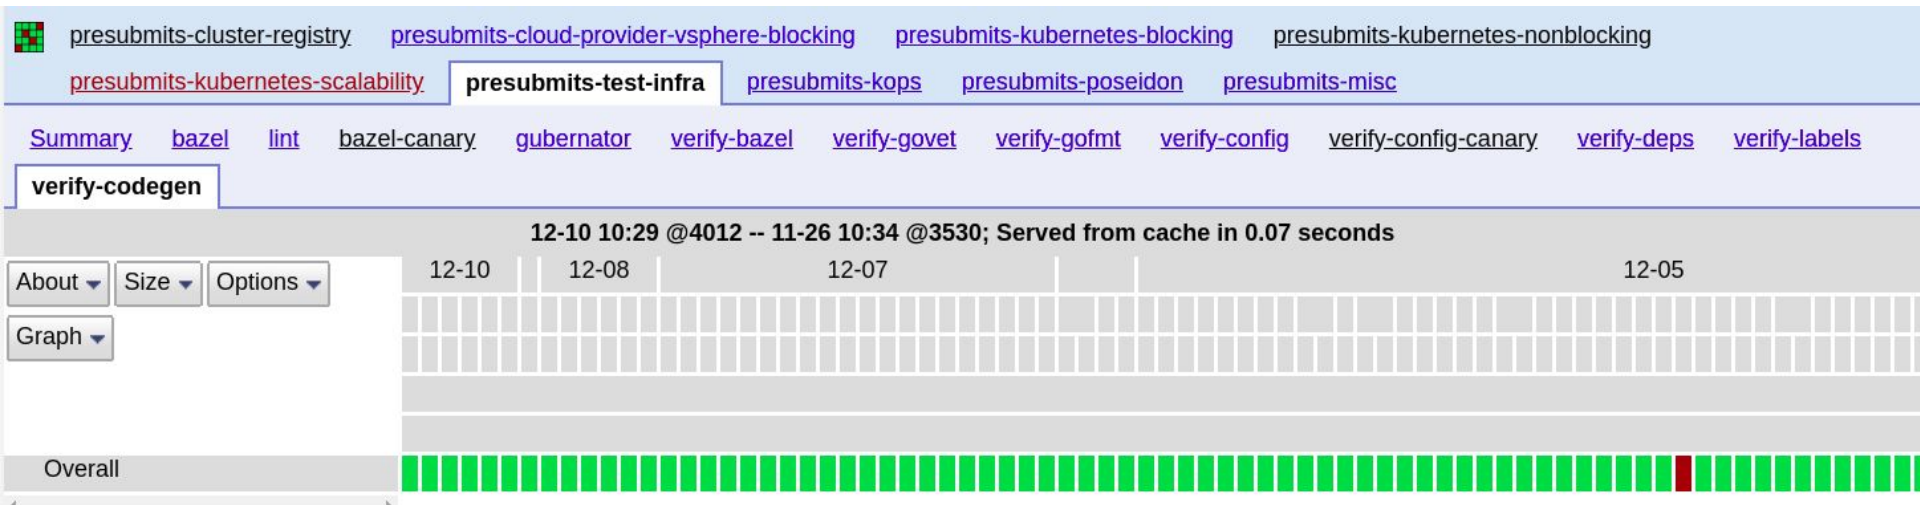 presubmits-cluster-registry presubmits-cloud-provider-vsphere-blocking presubmits-kubernetes-blocking presubmits-kubernetes-nonblocking
presubmits-kubernetes-scalability presubmits-test-infra presubmits-kops presubmits-poseidon presubmits-misc
Summary bazel lint bazel-canary gubernator verify-bazel verify-govet verify-gofmt verify-config verify-config-canary verify-deps verify-labels
verify-codegen
12-10 10:29 @4012 -- 11-26 10:34 @3530; Served from cache in 0.07 seconds
About Size Options 12-10 12-08 12-07 12-05
Graph
Overall